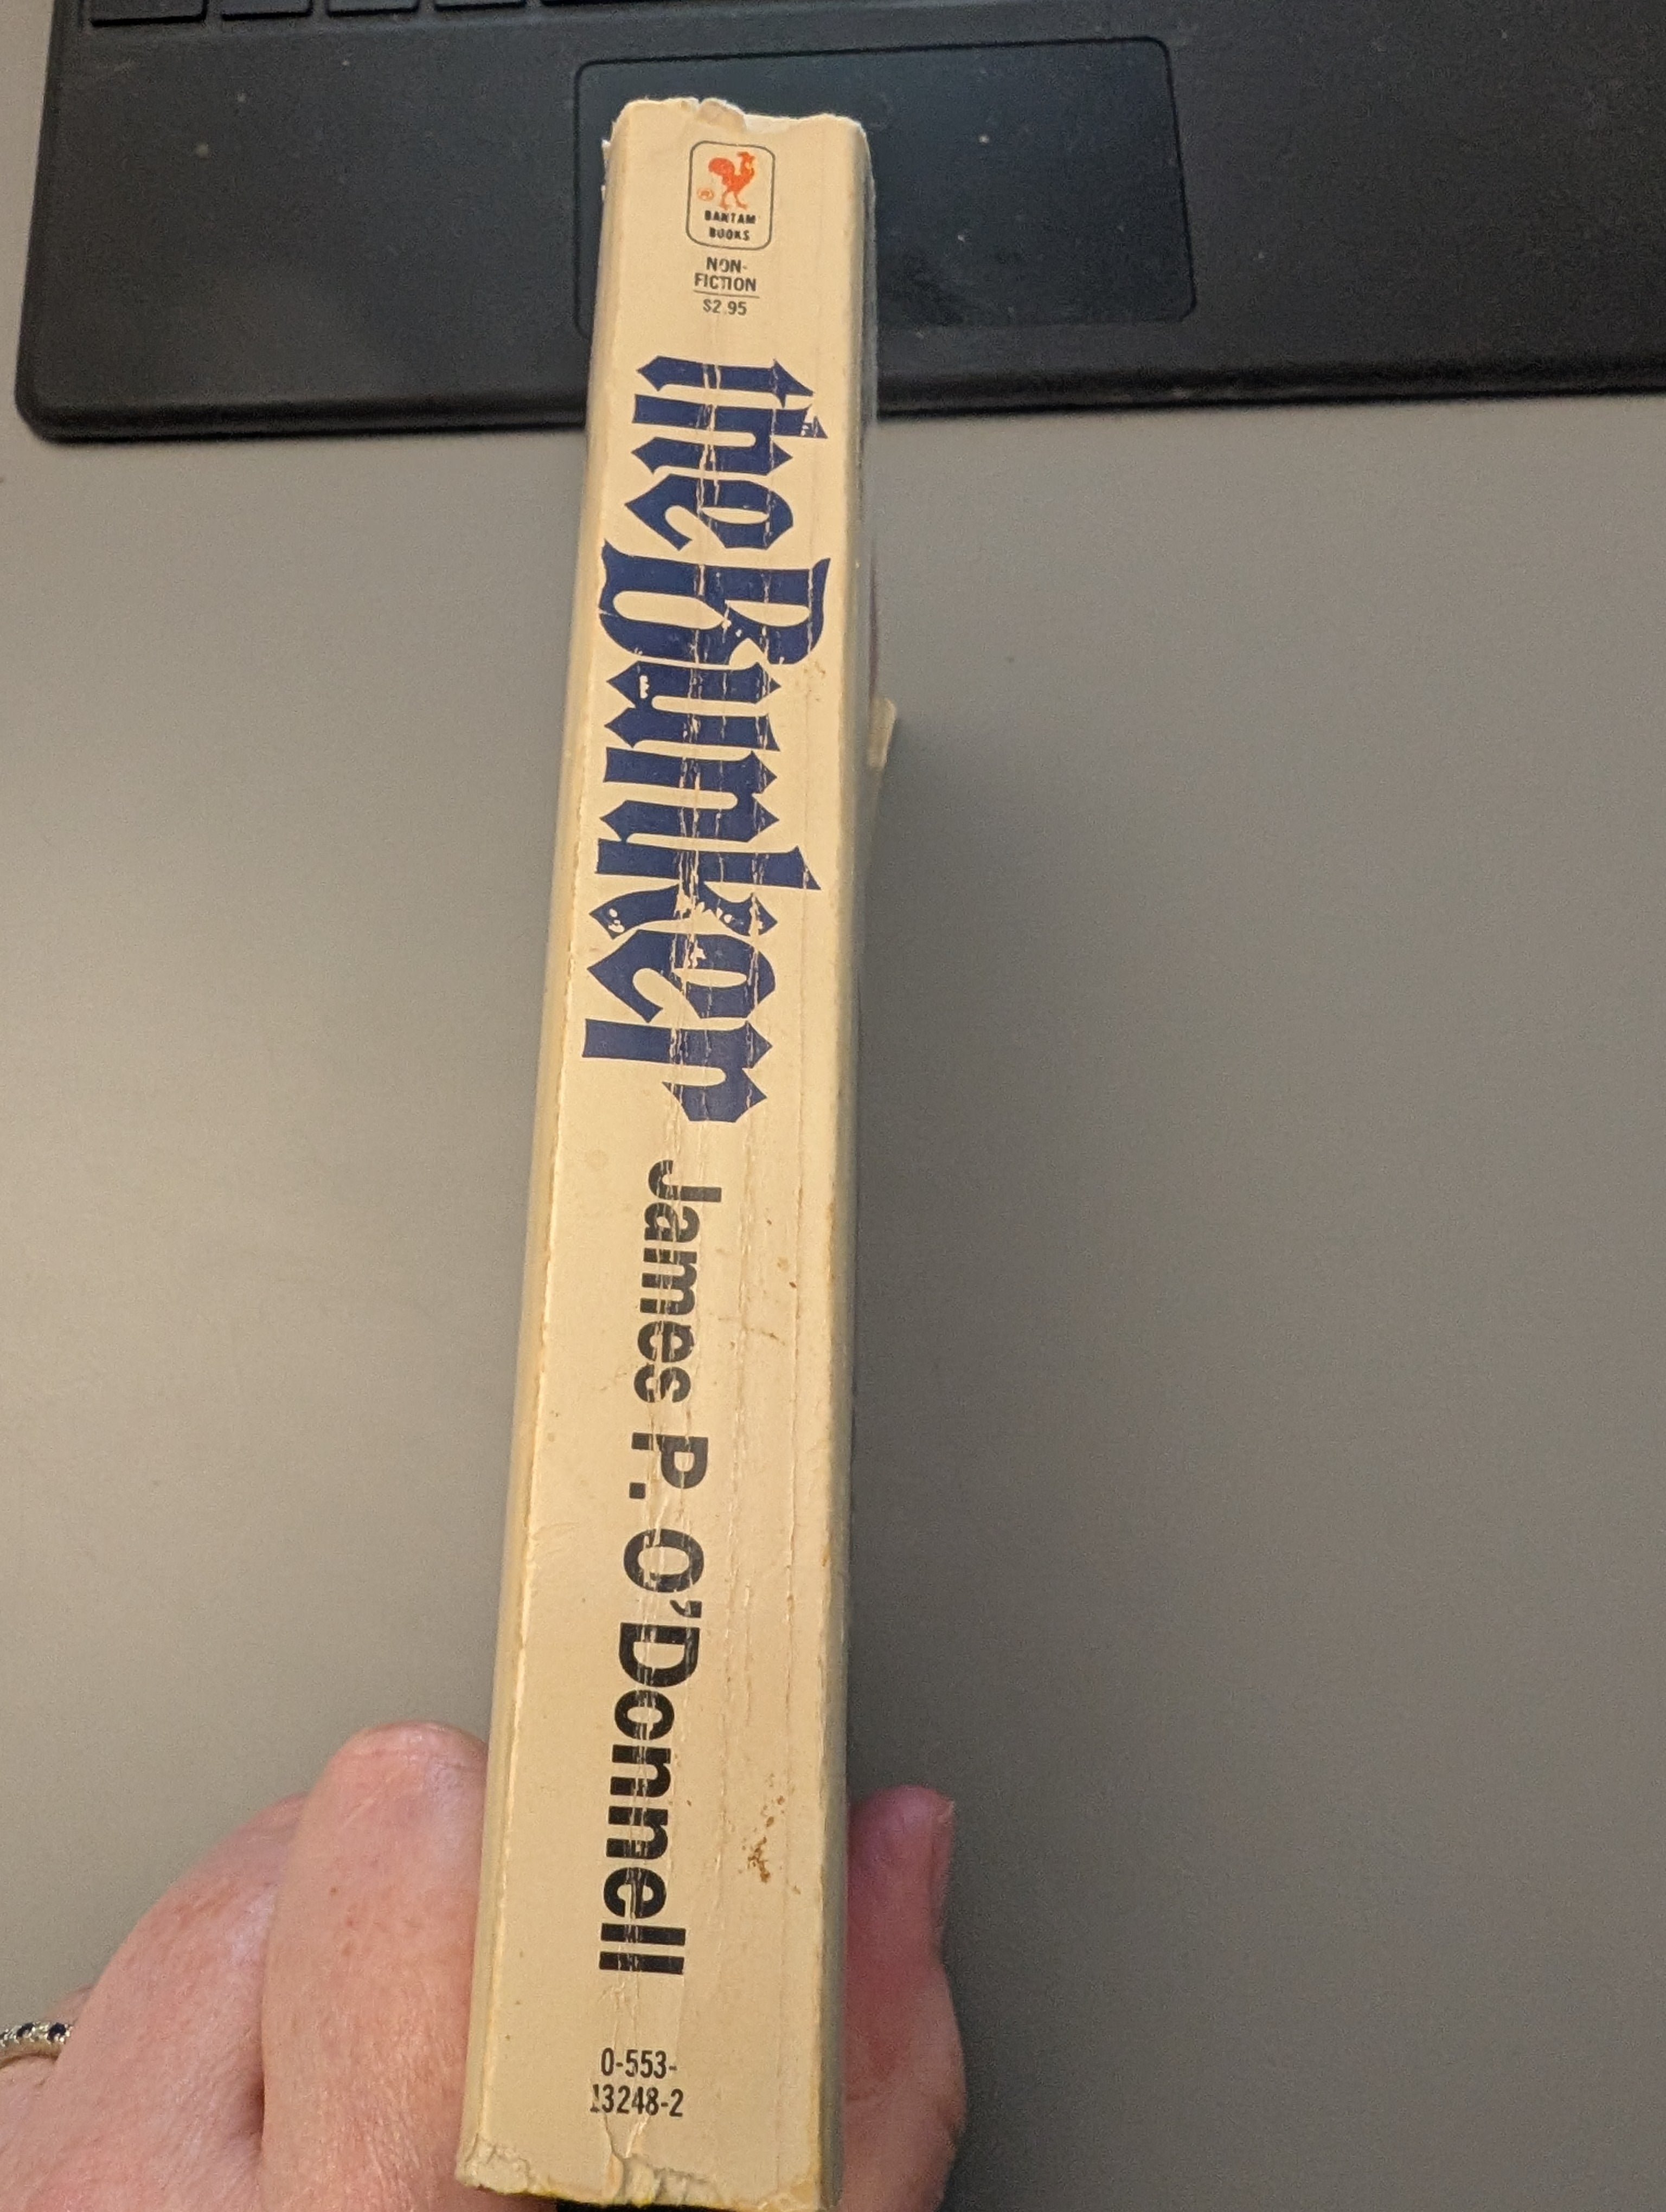 BANTAM
BOOKS
NON-
FICTION
$2.95
the Bunker
James P. O'Donnell
0-553-
13248-2